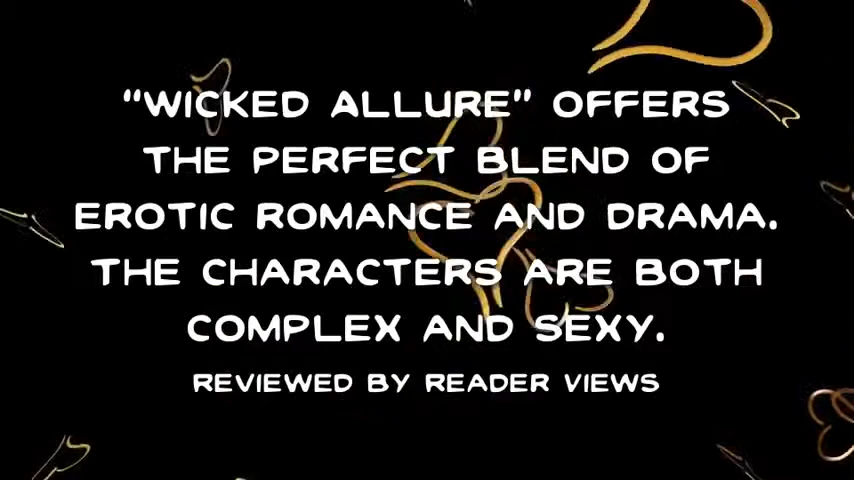 “WICKED ALLURE” OFFERS
THE PERFECT BLEND OF
EROTIC ROMANCE AND DRAMA.
THE CHARACTERS ARE BOTH
COMPLEX AND SEXY.
REVIEWED BY READER VIEWS